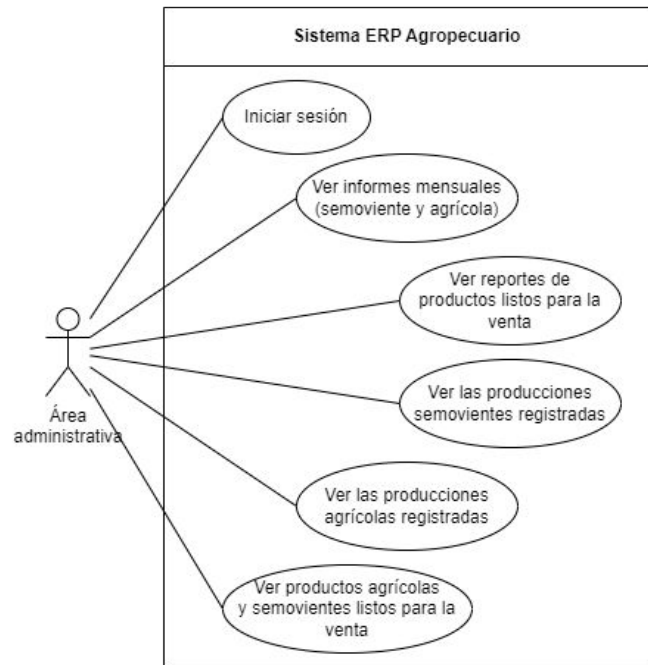 Sistema ERP Agropecuario
Iniciar sesión
Ver informes mensuales
(semoviente y agrícola)
Ver reportes de
productos listos para la
venta
Ver las producciones
semovientes registradas
Área
administrativa
Ver las producciones
agrícolas registradas
Ver productos agrícolas
y semovientes listos para la
venta